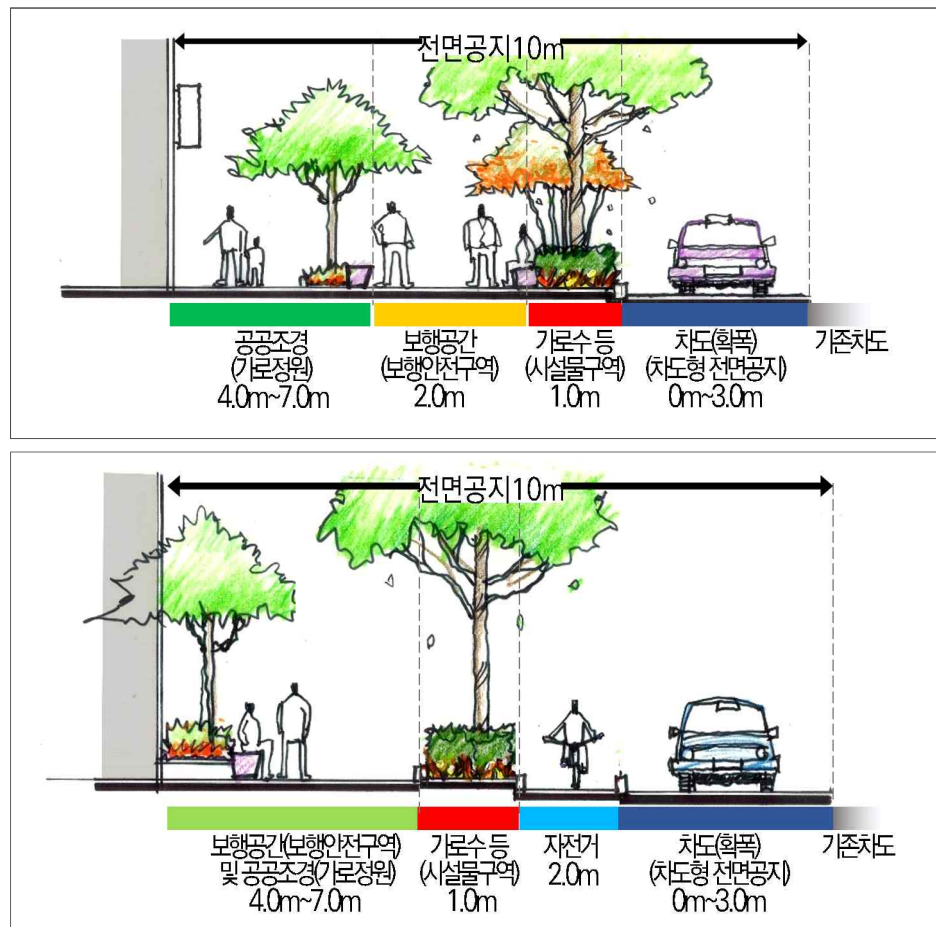 전면공지10m
공공조경
(가로정원)
4.0m~7.0m
보행공간
(보행안전구역)
2.0m
가로수 등
(시설물구역)
1.0m
차도(확폭)
(차도형 전면공지)
0m~3.0m
기존차도
전면공지10m
보행공간(보행안전구역)
및 공공조경(가로정원)
4.0m~7.0m
가로수 등
(시설물구역)
1.0m
자전거
2.0m
차도(확폭)
(차도형 전면공지)
0m~3.0m
기존차도